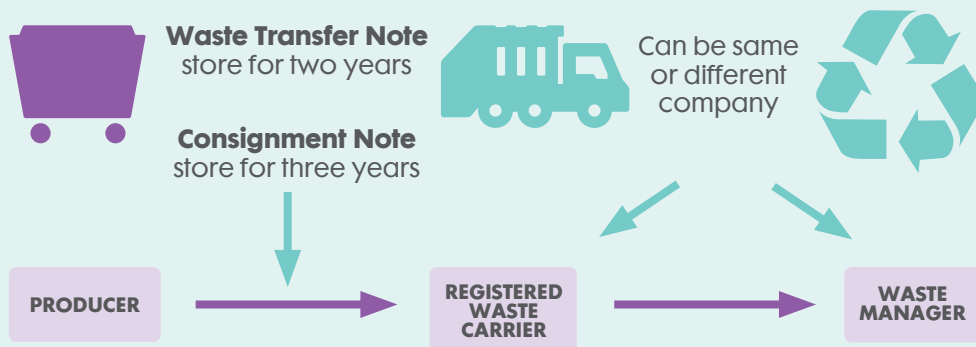 Waste Transfer Note
store for two years
Consignment Note
store for three years
Can be same
or different
company
PRODUCER
REGISTERED
WASTE
CARRIER
WASTE
MANAGER